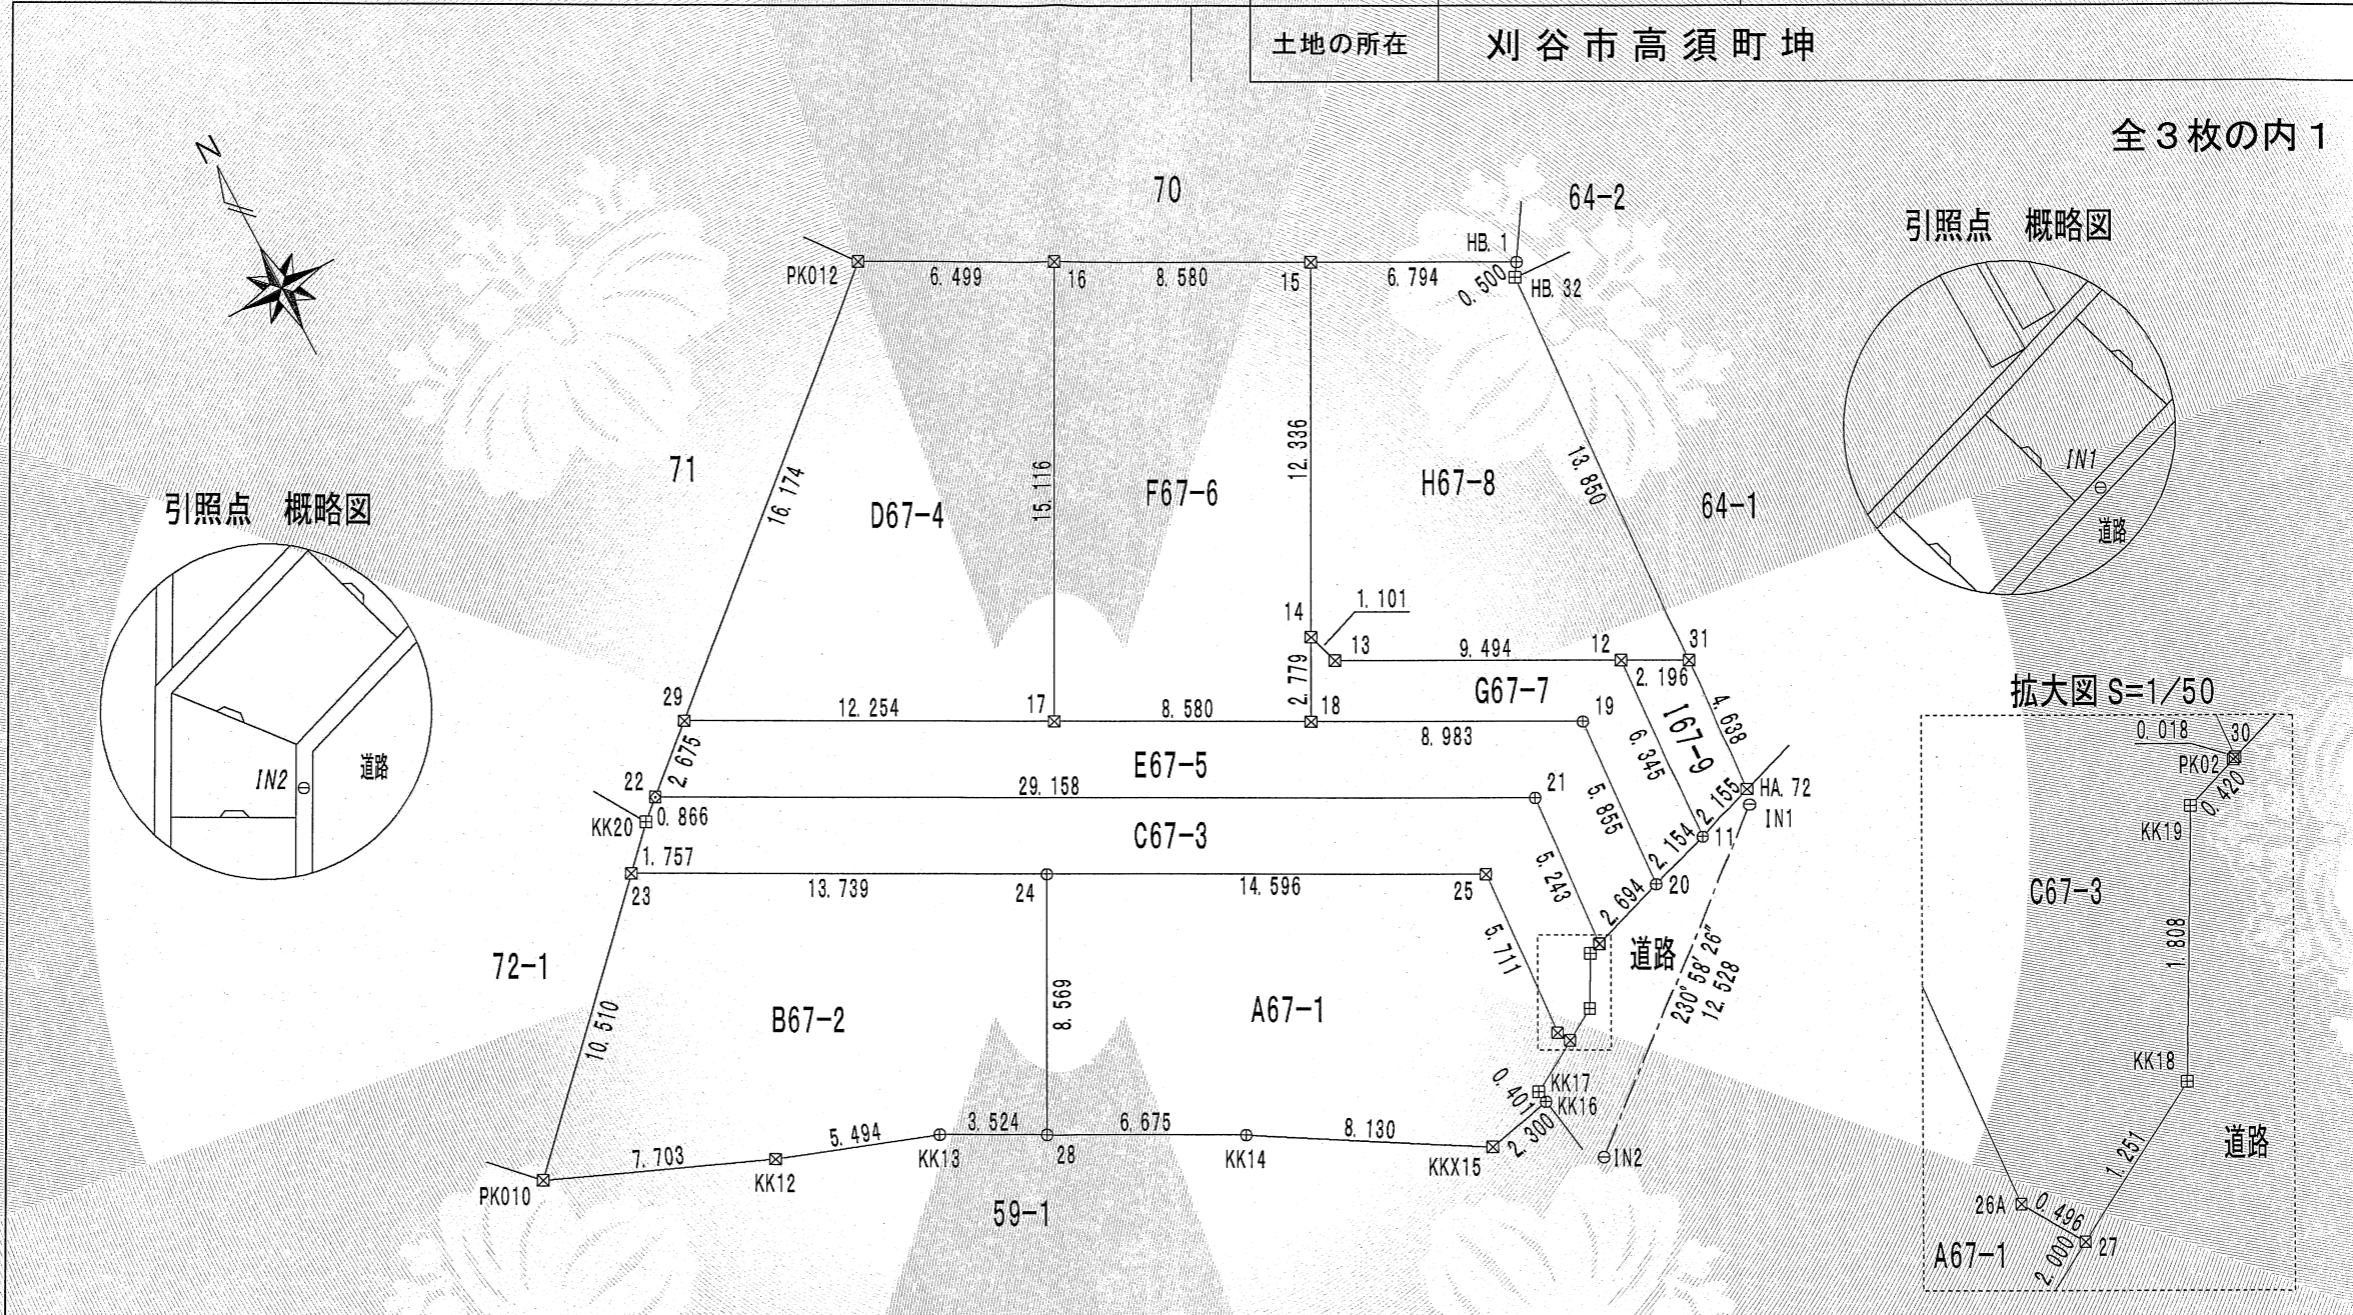 土地の所在 刈谷市高須町坤
全3枚の内1
N
70
64-2
引照点 概略図
HB. 1
PK012
6. 499
16
8. 580
15
6. 794
0. 500
HB. 32
71
16. 174
15. 116
12. 336
13. 850
D67-4
F67-6
H67-8
64-1
IN1
道路
引照点 概略図
IN2
道路
14
1. 101
13
9. 494
12
31
2. 196
2. 779
G67-7
拡大図 S=1/50
29
12. 254
17
8. 580
18
8. 983
19
I67-9
4. 638
6. 345
2. 675
E67-5
22
29. 158
21
5. 855
2. 155
HA. 72
IN1
KK20
0. 866
C67-3
2. 154
11
1. 757
23
13. 739
24
14. 596
25
5. 243
20
2. 694
道路
72-1
10. 510
B67-2
8. 569
A67-1
5. 711
230° 58′ 26″
12. 528
KK17
0. 401
KK16
2. 300
PK010
7. 703
KK12
5. 494
KK13
3. 524
28
6. 675
KK14
8. 130
KKX15
IN2
59-1
0. 018
30
PK02
0. 420
KK19
C67-3
1. 808
KK18
1. 251
道路
26A
0. 496
27
2. 000
A67-1